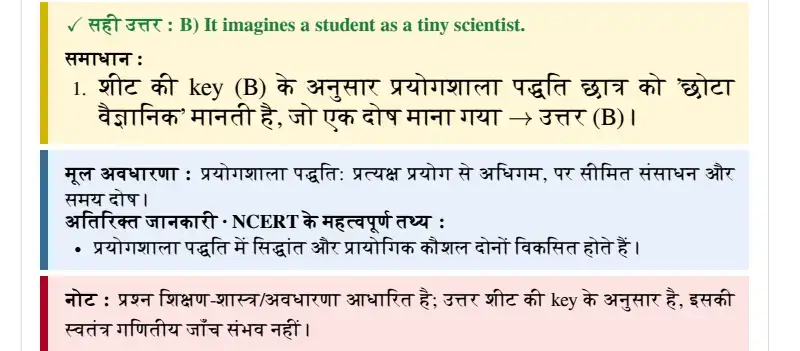 ✓ सही उत्तर : B) It imagines a student as a tiny scientist.
समाधान :
1. शीट की key (B) के अनुसार प्रयोगशाला पद्धति छात्र को 'छोटा
वैज्ञानिक' मानती है, जो एक दोष माना गया → उत्तर (B)।
मूल अवधारणा : प्रयोगशाला पद्धति: प्रत्यक्ष प्रयोग से अधिगम, पर सीमित संसाधन और
समय दोष।
अतिरिक्त जानकारी · NCERT के महत्वपूर्ण तथ्य :
• प्रयोगशाला पद्धति में सिद्धांत और प्रायोगिक कौशल दोनों विकसित होते हैं।
नोट : प्रश्न शिक्षण-शास्त्र/अवधारणा आधारित है; उत्तर शीट की key के अनुसार है, इसकी
स्वतंत्र गणितीय जाँच संभव नहीं।